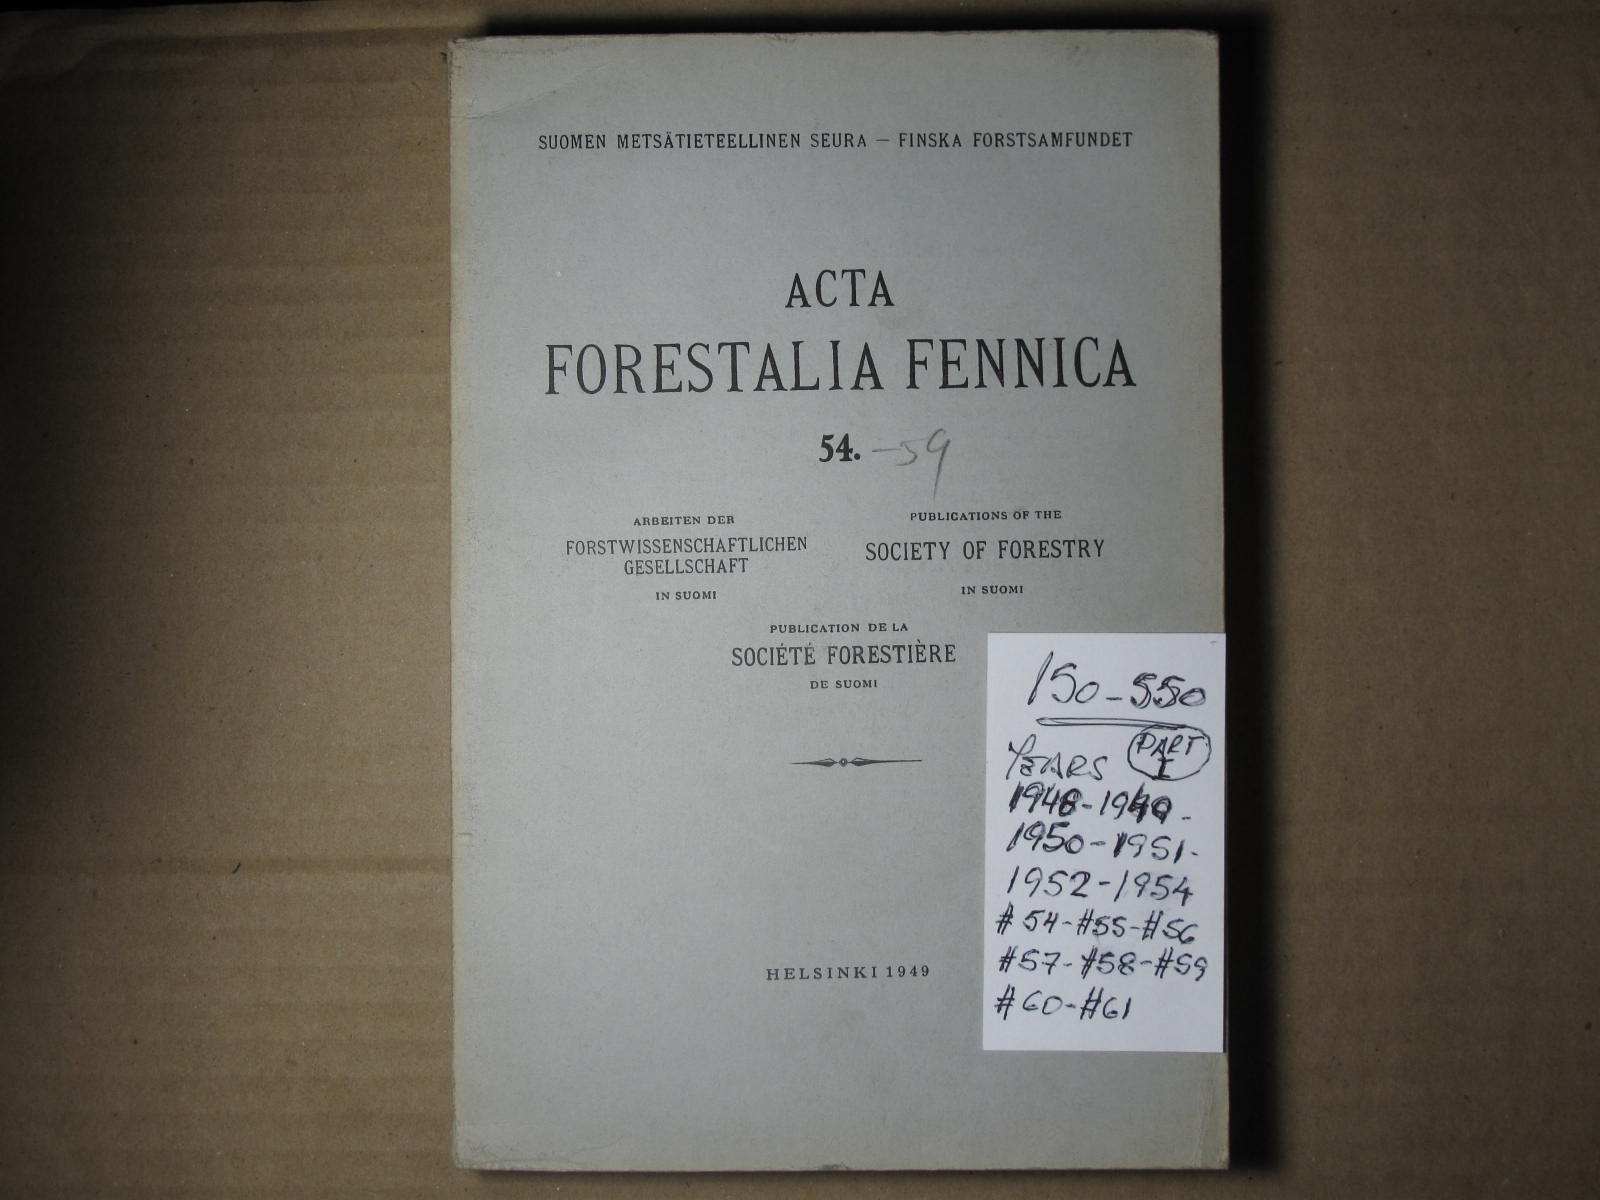 SUOMEN METSÄTIETEELLINEN SEURA — FINSKA FORSTSAMFUNDET
ACTA
FORESTALIA FENNICA
54. -59
ARBEITEN DER
FORSTWISSENSCHAFTLICHEN
GESELLSCHAFT
IN SUOMI
PUBLICATIONS OF THE
SOCIETY OF FORESTRY
IN SUOMI
PUBLICATION DE LA
SOCIÉTÉ FORESTIÈRE
DE SUOMI
HELSINKI 1949
150-550
YEARS PART I
1948-1949-
1950-1951-
1952-1954
#54-#55-#56
#57-#58-#59
#60-#61